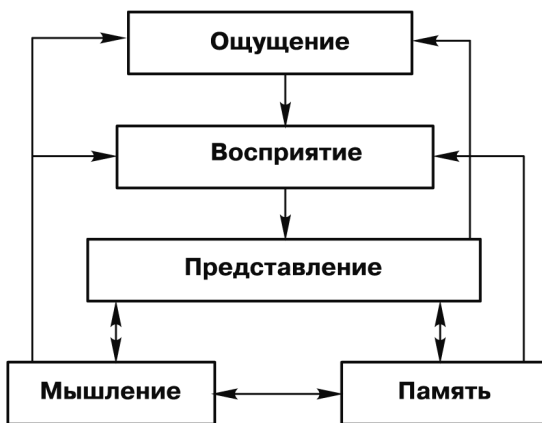 Ощущение
Восприятие
Представление
Мышление
Память